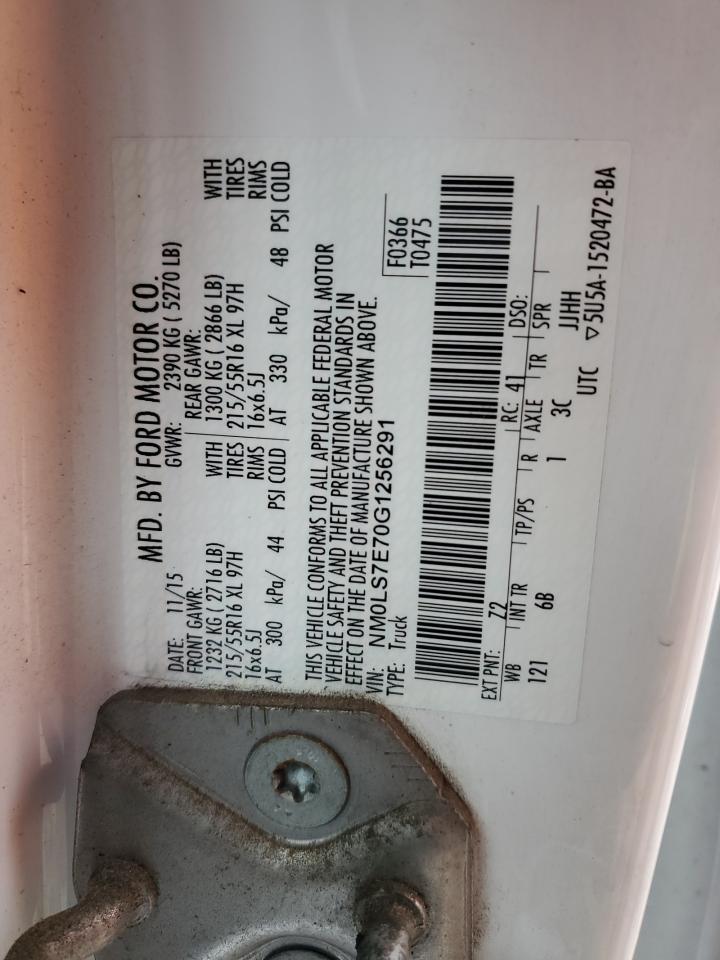 MFD. BY FORD MOTOR CO.
DATE: 11/15 GVWR: 2390 KG ( 5270 LB)
FRONT GAWR: REAR GAWR:
1232 KG ( 2716 LB) WITH 1300 KG ( 2866 LB) WITH
215/55R16 XL 97H TIRES 215/55R16 XL 97H TIRES
16x6.5J RIMS 16x6.5J RIMS
AT 300 kPa/ 44 PSI COLD AT 330 kPa/ 48 PSI COLD
THIS VEHICLE CONFORMS TO ALL APPLICABLE FEDERAL MOTOR
VEHICLE SAFETY AND THEFT PREVENTION STANDARDS IN
EFFECT ON THE DATE OF MANUFACTURE SHOWN ABOVE.
VIN: NM0LS7E70G1256291 F0366
TYPE: Truck T0475
EXT PNT: Z2 RC: 41 DSO:
WB INT TR TP/PS R AXLE TR SPR
121 6B 1 3C JJHH
UTC ▽5U5A-1520472-BA